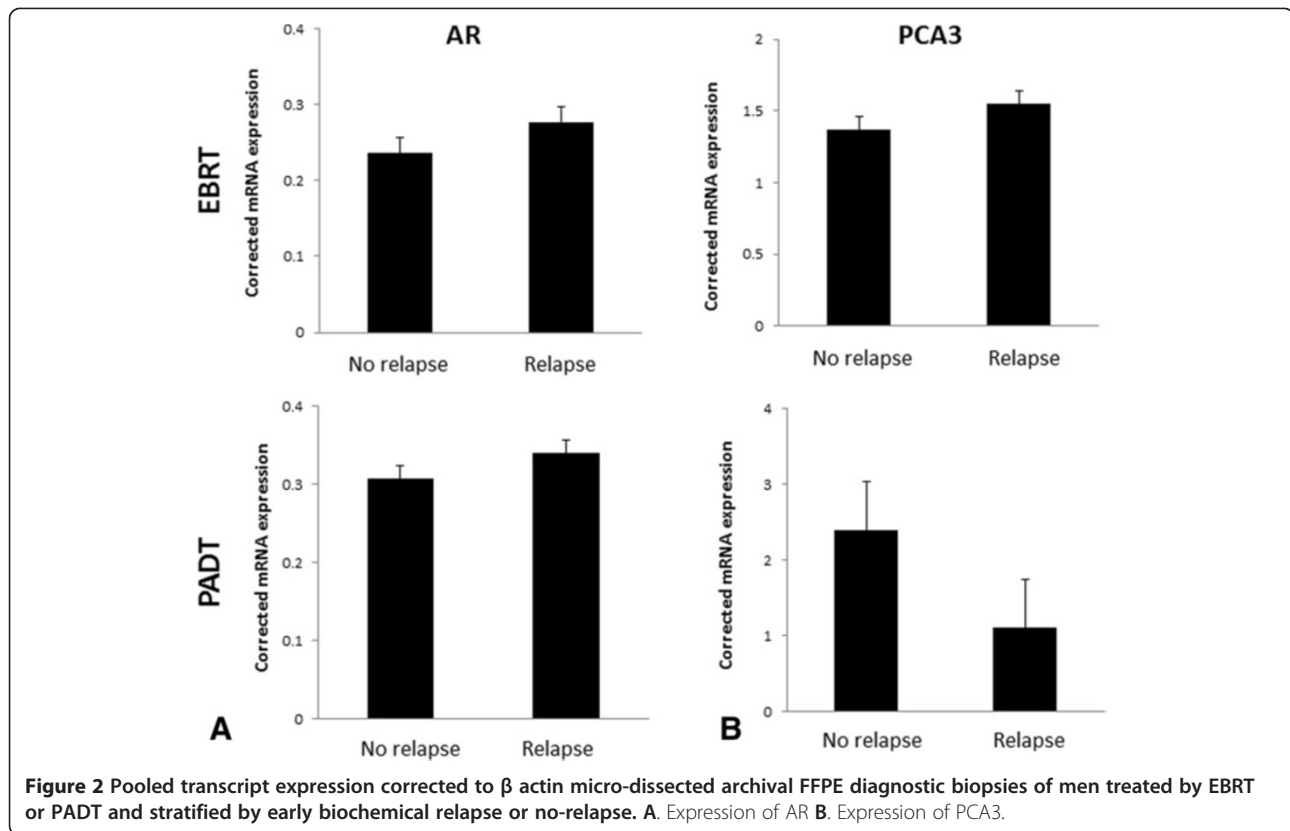 AR
PCA3
EBRT
Corrected mRNA expression
0.4
0.3
0.2
0.1
0
No relapse
Relapse
Corrected mRNA expression
2
1.5
1
0.5
0
No relapse
Relapse
PADT
Corrected mRNA expression
0.4
0.3
0.2
0.1
0
No relapse
Relapse
A
Corrected mRNA expression
4
3
2
1
0
No relapse
Relapse
B
Figure 2 Pooled transcript expression corrected to β actin micro-dissected archival FFPE diagnostic biopsies of men treated by EBRT
or PADT and stratified by early biochemical relapse or no-relapse. A. Expression of AR B. Expression of PCA3.